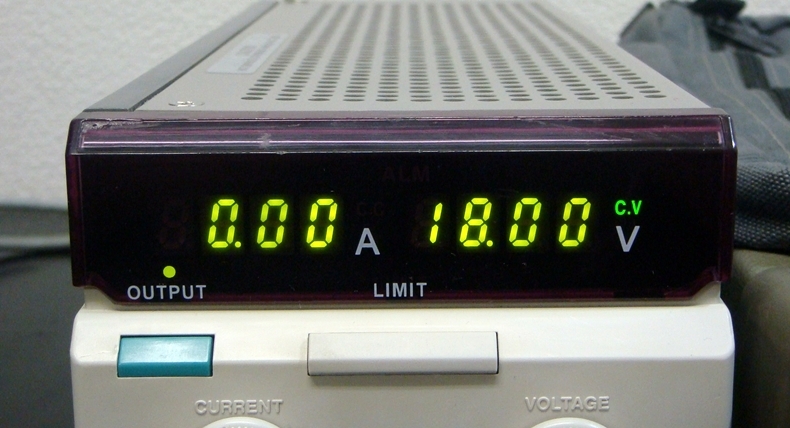 ALM
0.00 A C.C 18.00 V C.V
OUTPUT LIMIT
CURRENT VOLTAGE